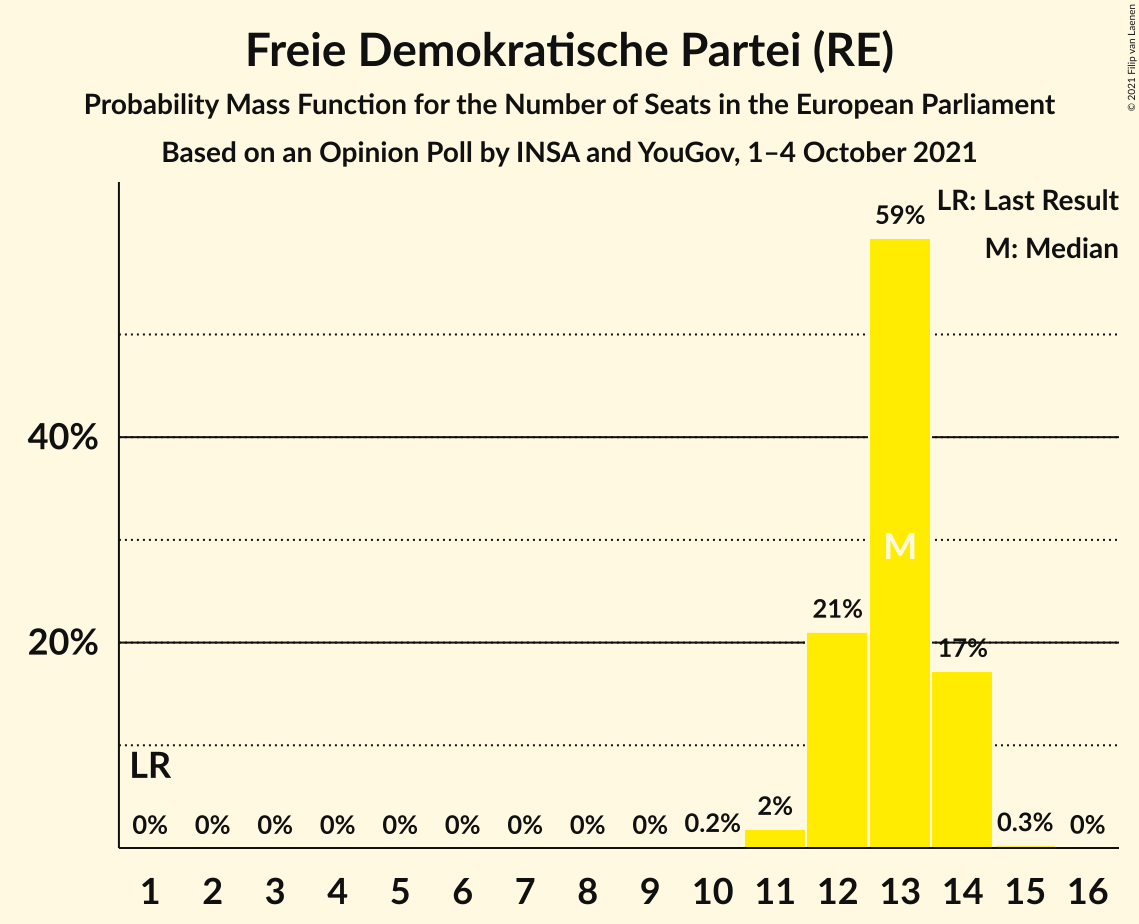 Freie Demokratische Partei (RE)
Probability Mass Function for the Number of Seats in the European Parliament
Based on an Opinion Poll by INSA and YouGov, 1–4 October 2021
© 2021 Filip van Laenen
LR: Last Result
M: Median
59%
40%
M
21%
20%
17%
LR
0% 0% 0% 0% 0% 0% 0% 0% 0% 0.2% 2% 0.3% 0%
1 2 3 4 5 6 7 8 9 10 11 12 13 14 15 16